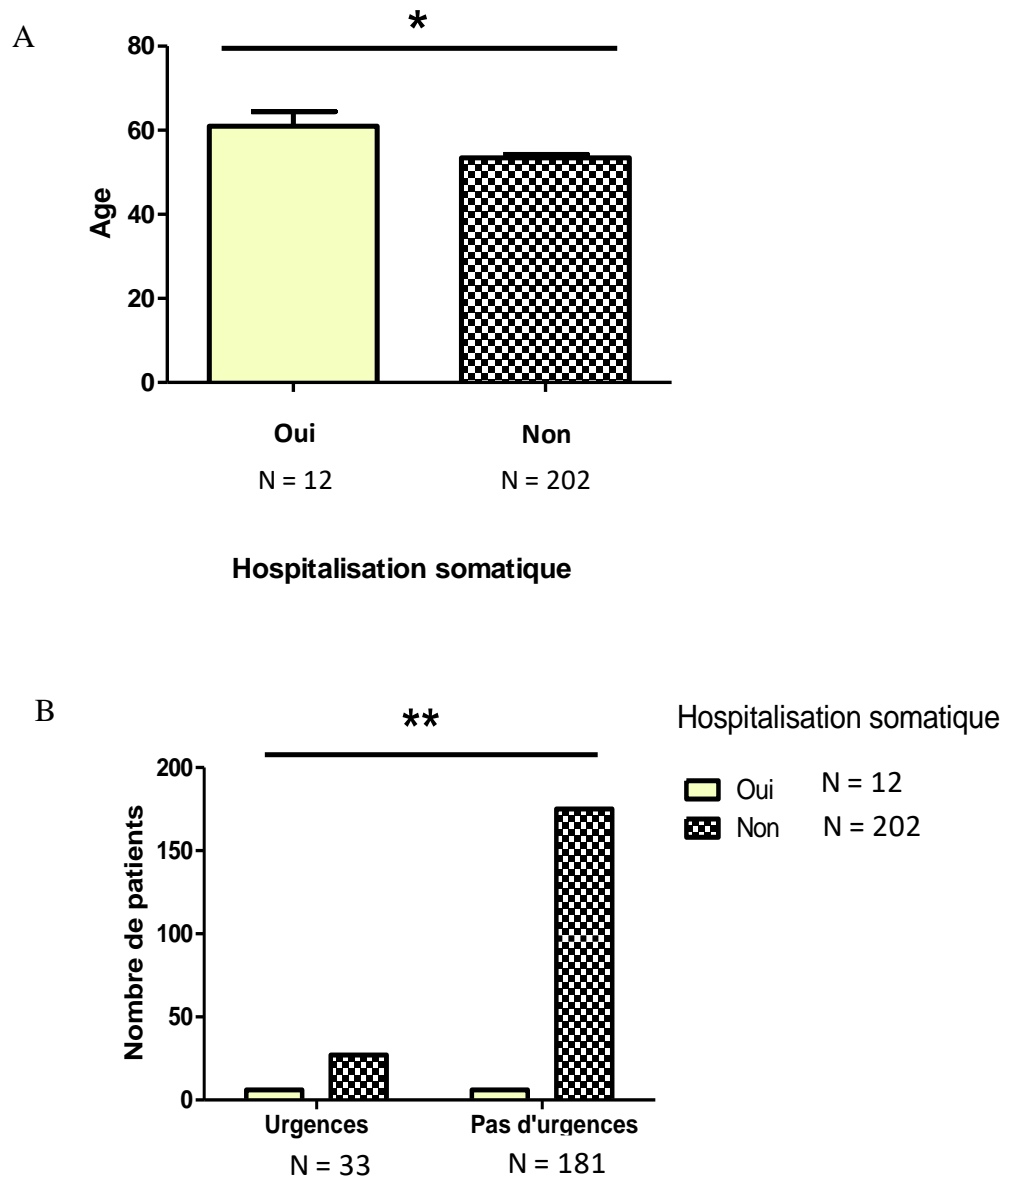 A
*
80
60
40
20
0
Age
Oui
Non
N = 12
N = 202
Hospitalisation somatique
B
**
Hospitalisation somatique
Oui N = 12
Non N = 202
200
150
100
50
0
Nombre de patients
Urgences
Pas d'urgences
N = 33
N = 181